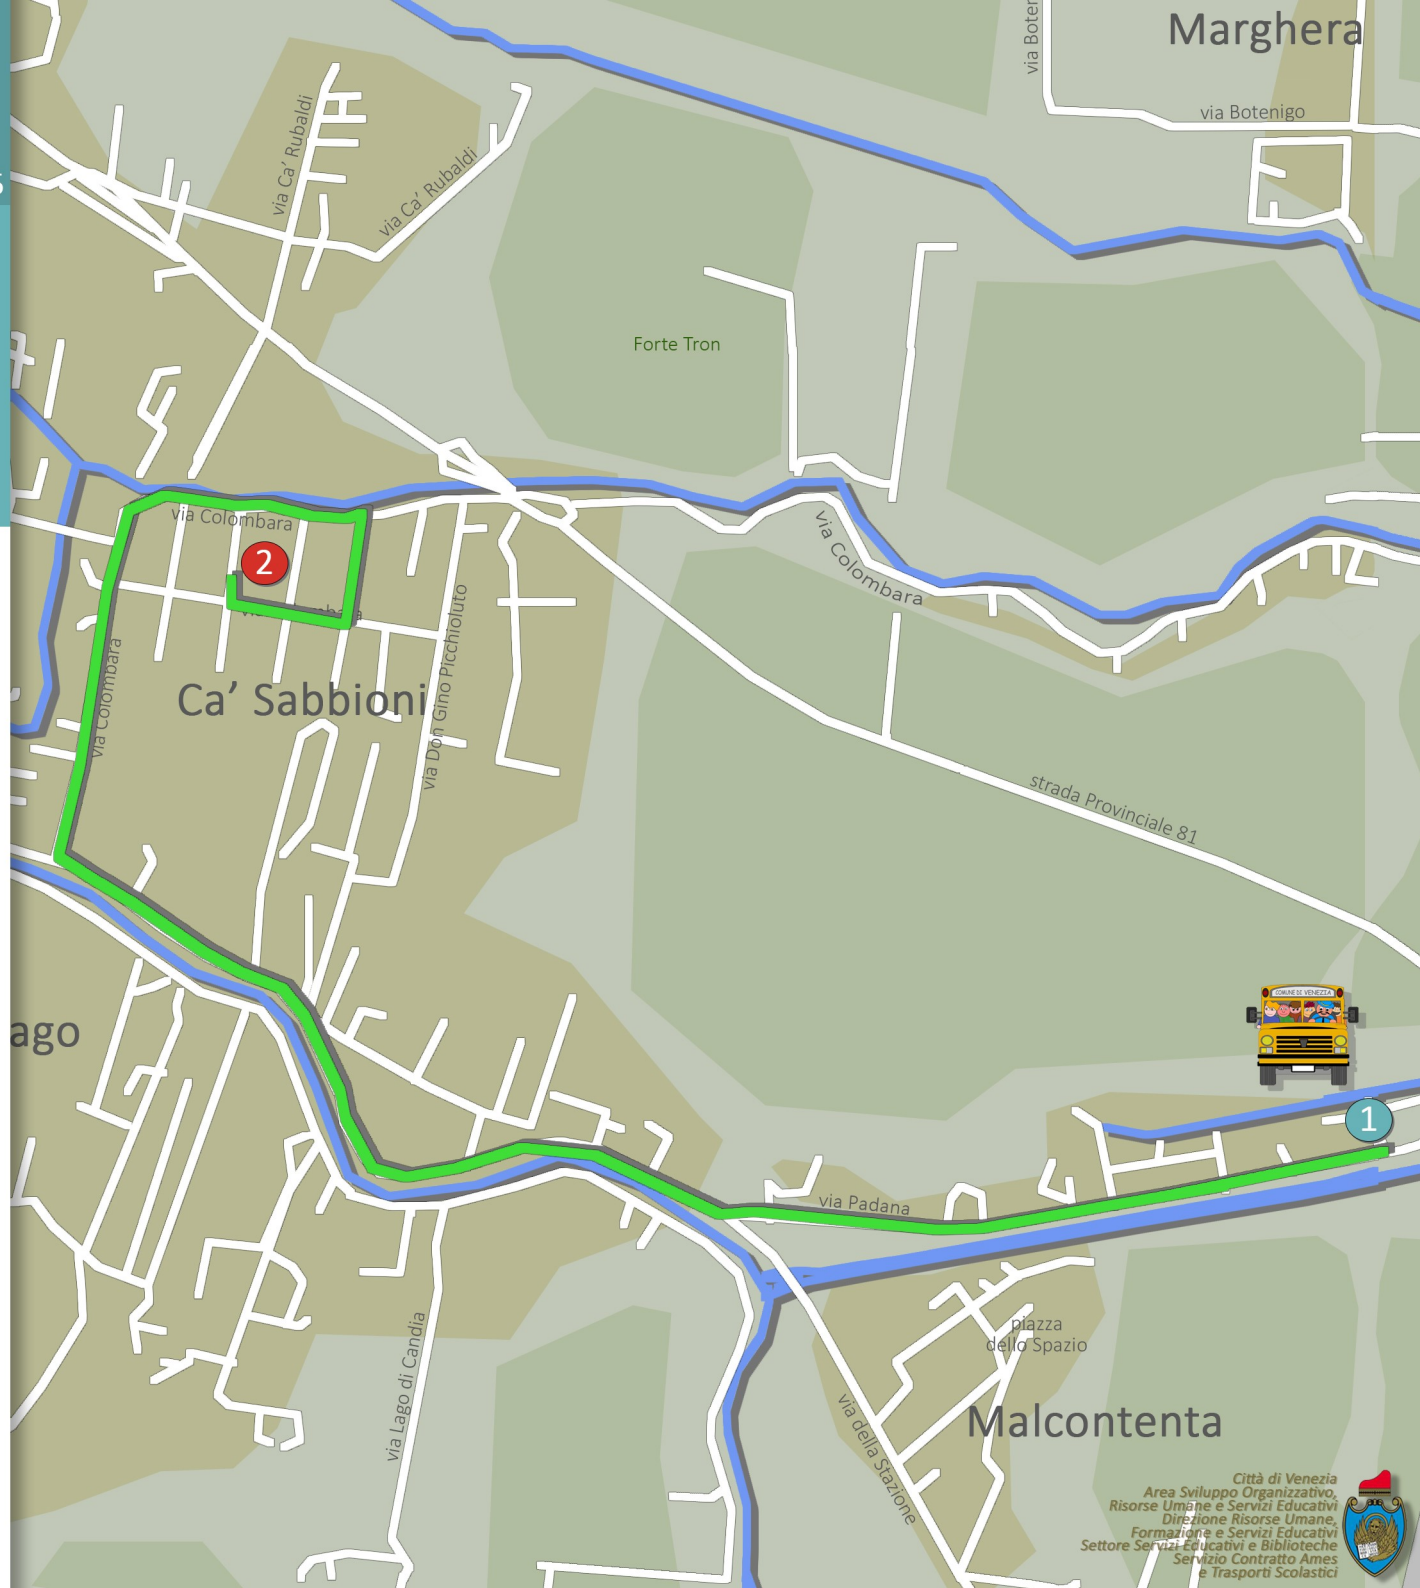 Marghera
via Boter
via Botenigo
via Ca' Rubaldi
via Ca' Rubaldi
Forte Tron
via Colombara
2
via Colombara
via Colombara
via Don Gino Picchioluto
Ca' Sabbioni
strada Provinciale 81
ago
COMUNE DI VENEZIA
1
via Padana
piazza
dello Spazio
via Lago di Candia
via della Stazione
Malcontenta
Città di Venezia
Area Sviluppo Organizzativo,
Risorse Umane e Servizi Educativi
Direzione Risorse Umane,
Formazione e Servizi Educativi
Settore Servizi Educativi e Biblioteche
Servizio Contratto Ames
e Trasporti Scolastici